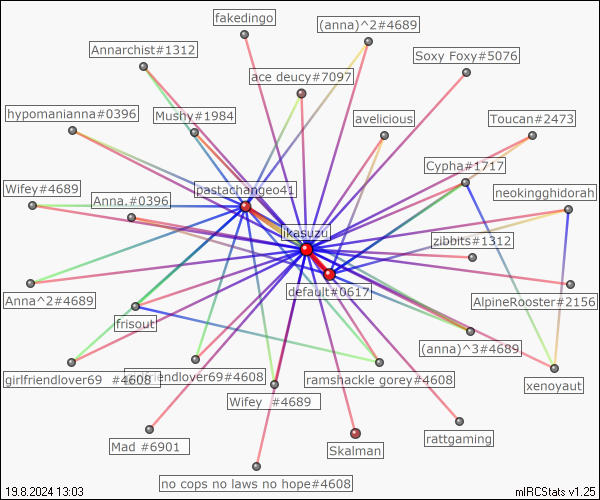 fakedingo
(anna)^2#4689
Annarchist#1312
Soxy Foxy#5076
ace deucy#7097
hypomanianna#0396
Mushy#1984
avelicious
Toucan#2473
Cypha#1717
Wifey#4689
pastachangeo41
neokingghidorah
Anna.#0396
jkasuzu
zibbits#1312
default#0617
Anna^2#4689
AlpineRooster#2156
frisout
(anna)^3#4689
girlfriendlover69 #4608
friendlover69#4608
ramshackle gorey#4608
xenoyaut
Wifey #4689
Mad #6901
Skalman
rattgaming
no cops no laws no hope#4608
19.8.2024 13:03
mIRCStats v1.25